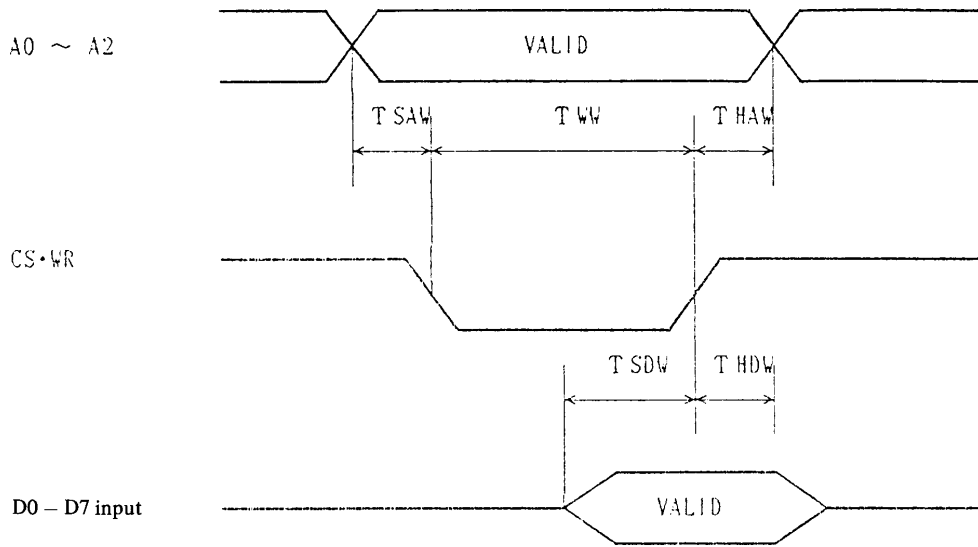 A0 ~ A2
VALID
T SAW
T WW
T HAW
CS·WR
T SDW
T HDW
D0 – D7 input
VALID